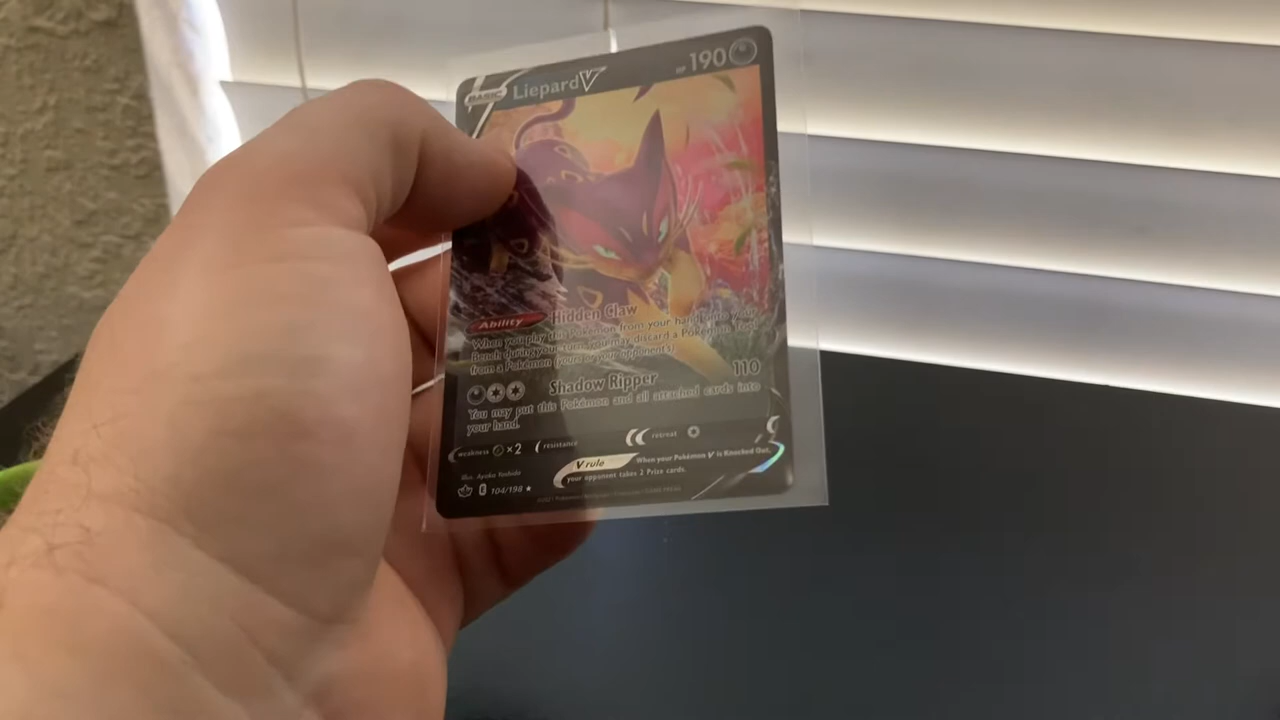 BASIC Liepard V HP 190
Ability Hidden Claw
When you play this Pokémon from your hand onto your
Bench during your turn, you may discard a Pokémon Tool
from a Pokémon (yours or your opponent's).
Shadow Ripper 110
You may put this Pokémon and all attached cards into
your hand.
weakness ×2 resistance retreat
V rule When your Pokémon V is Knocked Out,
your opponent takes 2 Prize cards.
Illus. Ayaka Yoshida
104/198 ★